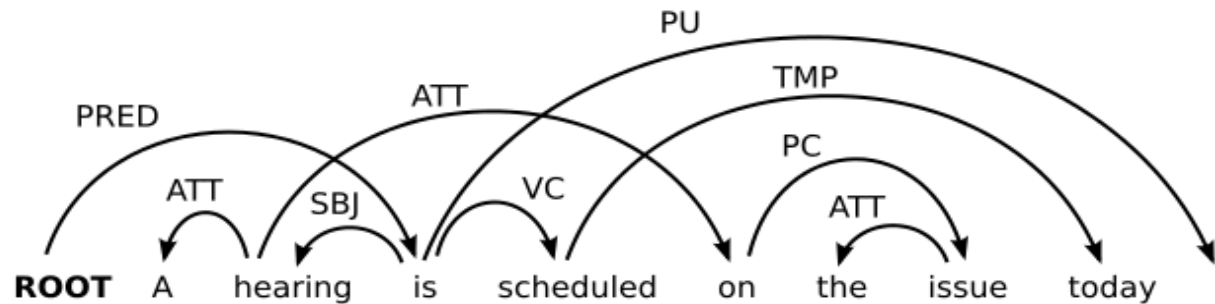 PU
TMP
ATT
PRED
PC
ATT
SBJ
VC
ATT
ROOT A hearing is scheduled on the issue today